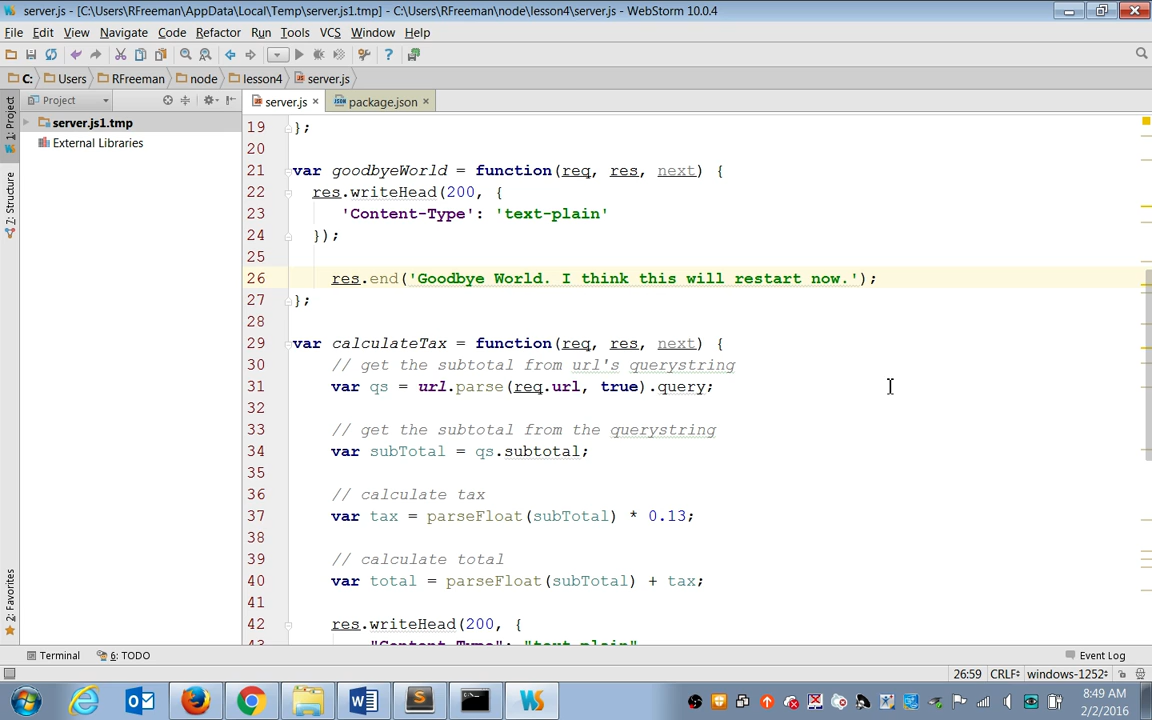 server.js - [C:\Users\RFreeman\AppData\Local\Temp\server.js1.tmp] - C:\Users\RFreeman\node\lesson4\server.js - WebStorm 10.0.4
File Edit View Navigate Code Refactor Run Tools VCS Window Help
C: Users RFreeman node lesson4 server.js
Project server.js package.json
1: Project
7: Structure
2: Favorites
server.js1.tmp
External Libraries
19 };
20
21 var goodbyeWorld = function(req, res, next) {
22 res.writeHead(200, {
23 'Content-Type': 'text-plain'
24 });
25
26 res.end('Goodbye World. I think this will restart now.');
27 };
28
29 var calculateTax = function(req, res, next) {
30 // get the subtotal from url's querystring
31 var qs = url.parse(req.url, true).query;
32
33 // get the subtotal from the querystring
34 var subTotal = qs.subtotal;
35
36 // calculate tax
37 var tax = parseFloat(subTotal) * 0.13;
38
39 // calculate total
40 var total = parseFloat(subTotal) + tax;
41
42 res.writeHead(200, {
43 "Content-Type": "text-plain"
Terminal 6: TODO Event Log
26:59 CRLF÷ windows-1252÷
8:49 AM
2/2/2016